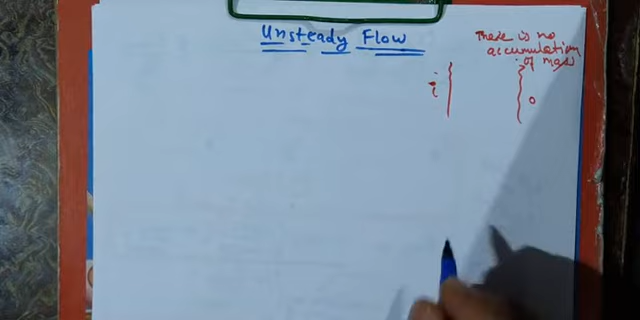 Unsteady Flow
There is no
accumulation
of mass
i
o